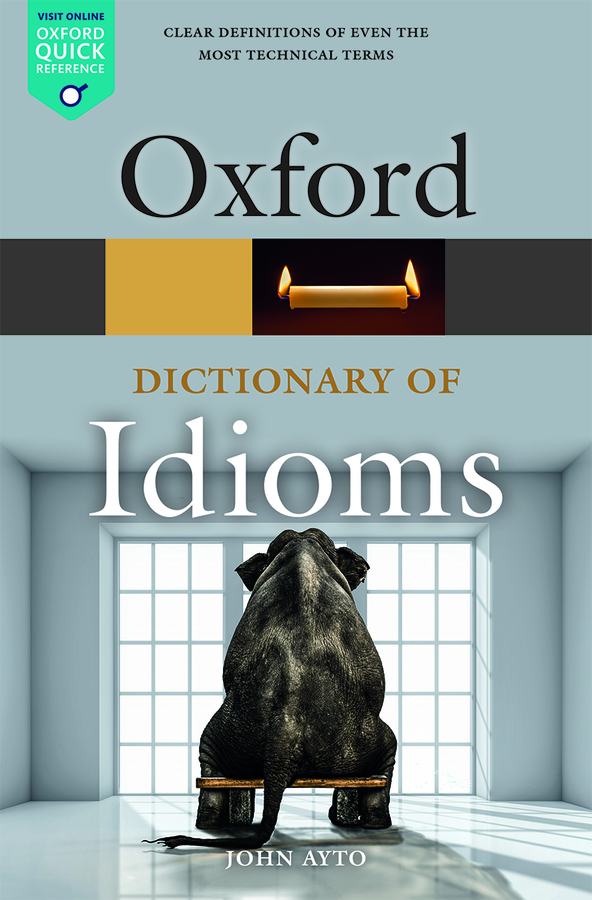 VISIT ONLINE
OXFORD
QUICK
REFERENCE
CLEAR DEFINITIONS OF EVEN THE
MOST TECHNICAL TERMS
Oxford
DICTIONARY OF
Idioms
JOHN AYTO